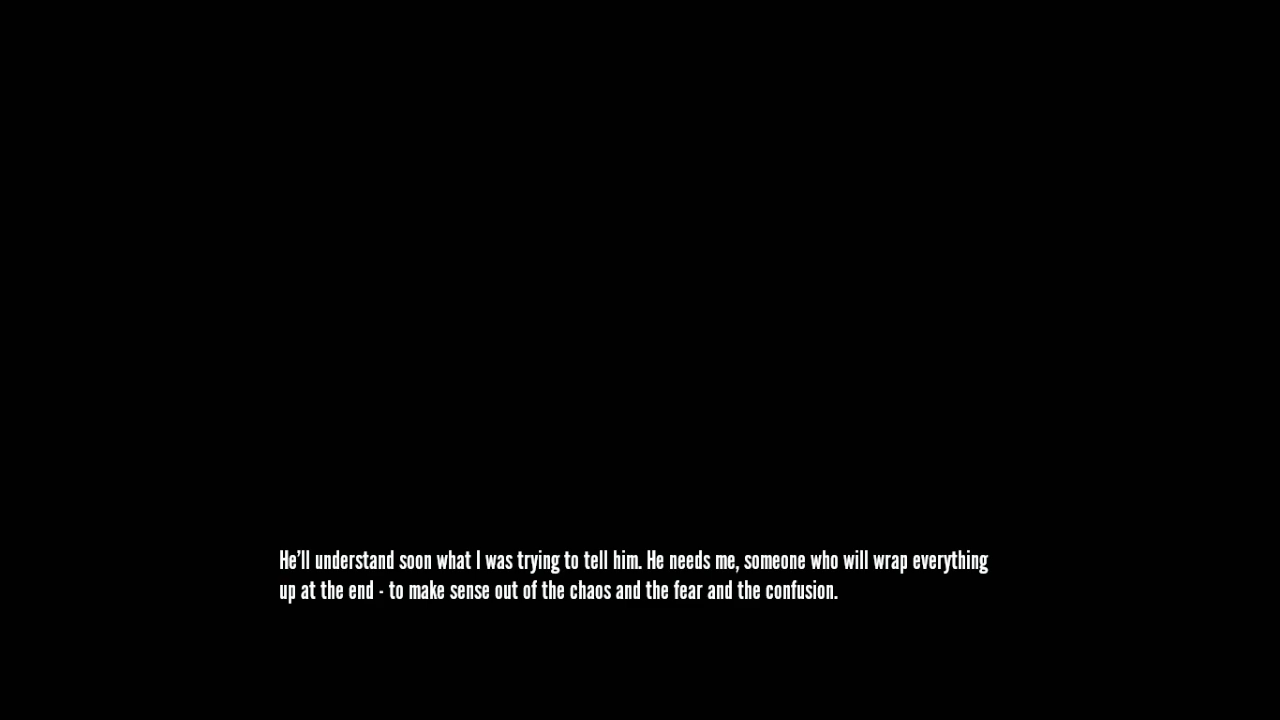 He’ll understand soon what I was trying to tell him. He needs me, someone who will wrap everything
up at the end - to make sense out of the chaos and the fear and the confusion.